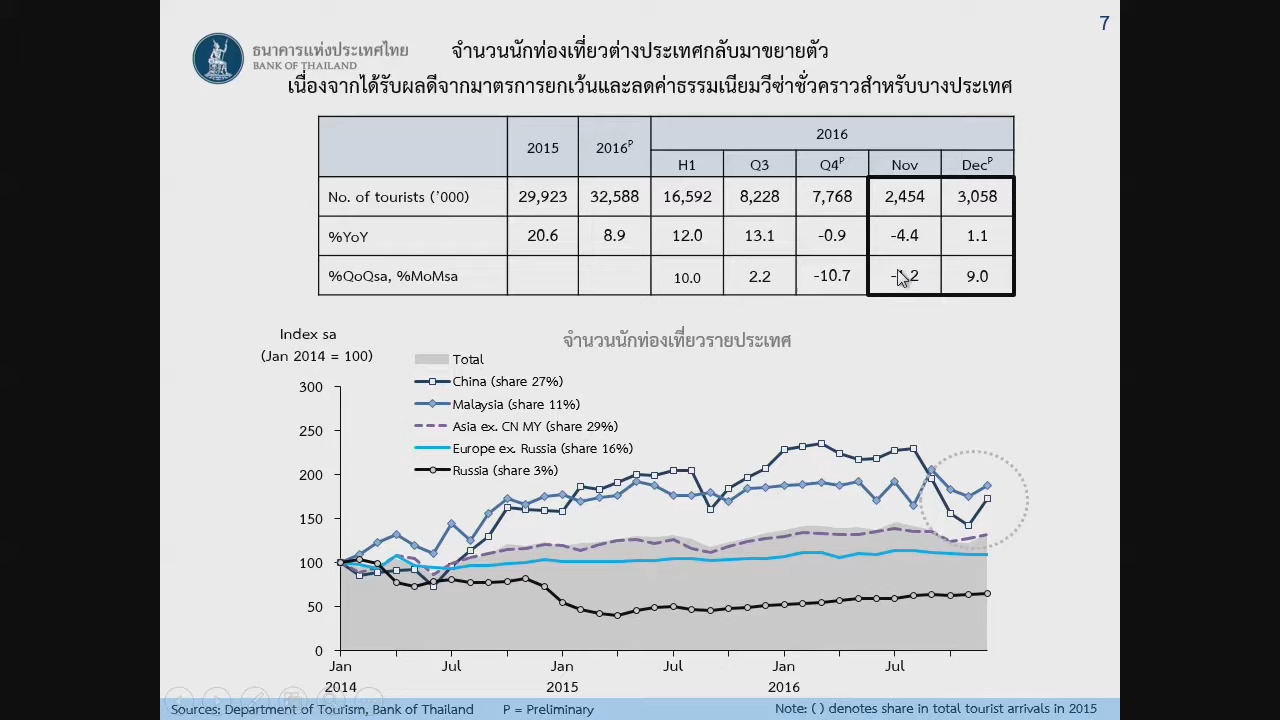 7
ธนาคารแห่งประเทศไทย
BANK OF THAILAND
จำนวนนักท่องเที่ยวต่างประเทศกลับมาขยายตัว
เนื่องจากได้รับผลดีจากมาตรการยกเว้นและลดค่าธรรมเนียมวีซ่าชั่วคราวสำหรับบางประเทศ
2015 2016P 2016
H1 Q3 Q4P Nov DecP
No. of tourists ('000) 29,923 32,588 16,592 8,228 7,768 2,454 3,058
%YoY 20.6 8.9 12.0 13.1 -0.9 -4.4 1.1
%QoQsa, %MoMsa 10.0 2.2 -10.7 9.0
Index sa
(Jan 2014 = 100)
จำนวนนักท่องเที่ยวรายประเทศ
Total
China (share 27%)
Malaysia (share 11%)
Asia ex. CN MY (share 29%)
Europe ex. Russia (share 16%)
Russia (share 3%)
300
250
200
150
100
50
0
Jan Jul Jan Jul Jan Jul
2014 2015 2016
Sources: Department of Tourism, Bank of Thailand P = Preliminary
Note: ( ) denotes share in total tourist arrivals in 2015